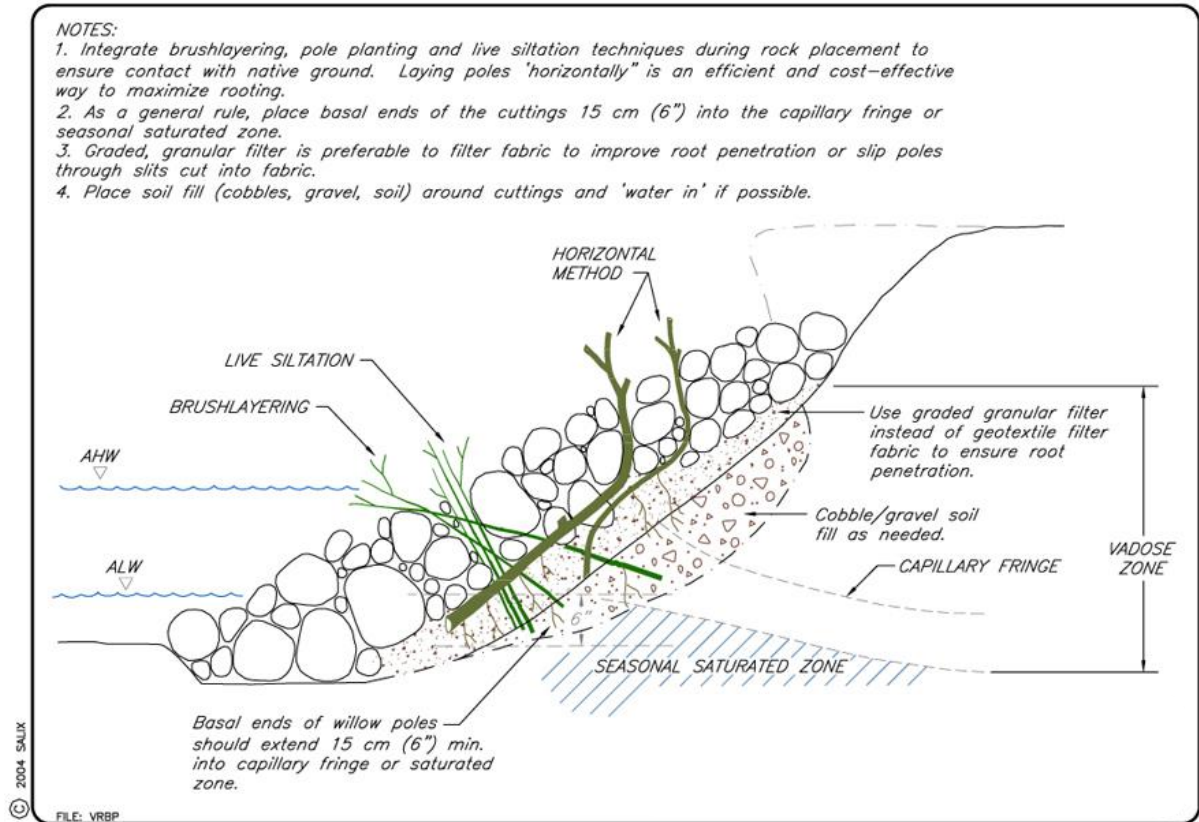 NOTES:
1. Integrate brushlayering, pole planting and live siltation techniques during rock placement to
ensure contact with native ground. Laying poles 'horizontally" is an efficient and cost-effective
way to maximize rooting.
2. As a general rule, place basal ends of the cuttings 15 cm (6") into the capillary fringe or
seasonal saturated zone.
3. Graded, granular filter is preferable to filter fabric to improve root penetration or slip poles
through slits cut into fabric.
4. Place soil fill (cobbles, gravel, soil) around cuttings and 'water in' if possible.
HORIZONTAL
METHOD
LIVE SILTATION
BRUSHLAYERING
AHW
ALW
Use graded granular filter
instead of geotextile filter
fabric to ensure root
penetration.
Cobble/gravel soil
fill as needed.
CAPILLARY FRINGE
VADOSE
ZONE
6"
SEASONAL SATURATED ZONE
Basal ends of willow poles
should extend 15 cm (6") min.
into capillary fringe or saturated
zone.
© 2004 SALIX
FILE: VRBP